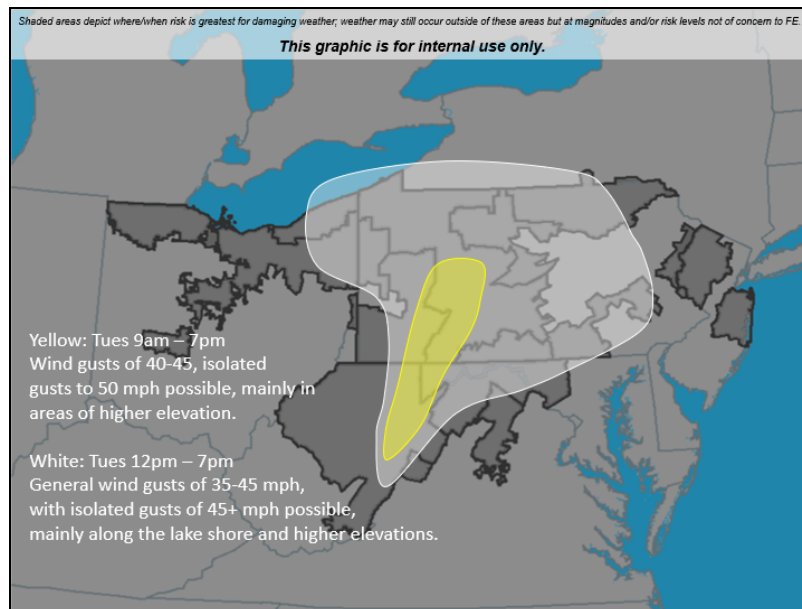 Shaded areas depict where/when risk is greatest for damaging weather; weather may still occur outside of these areas but at magnitudes and/or risk levels not of concern to FE.
This graphic is for internal use only.
Yellow: Tues 9am – 7pm
Wind gusts of 40-45, isolated
gusts to 50 mph possible, mainly in
areas of higher elevation.
White: Tues 12pm – 7pm
General wind gusts of 35-45 mph,
with isolated gusts of 45+ mph possible,
mainly along the lake shore and higher elevations.